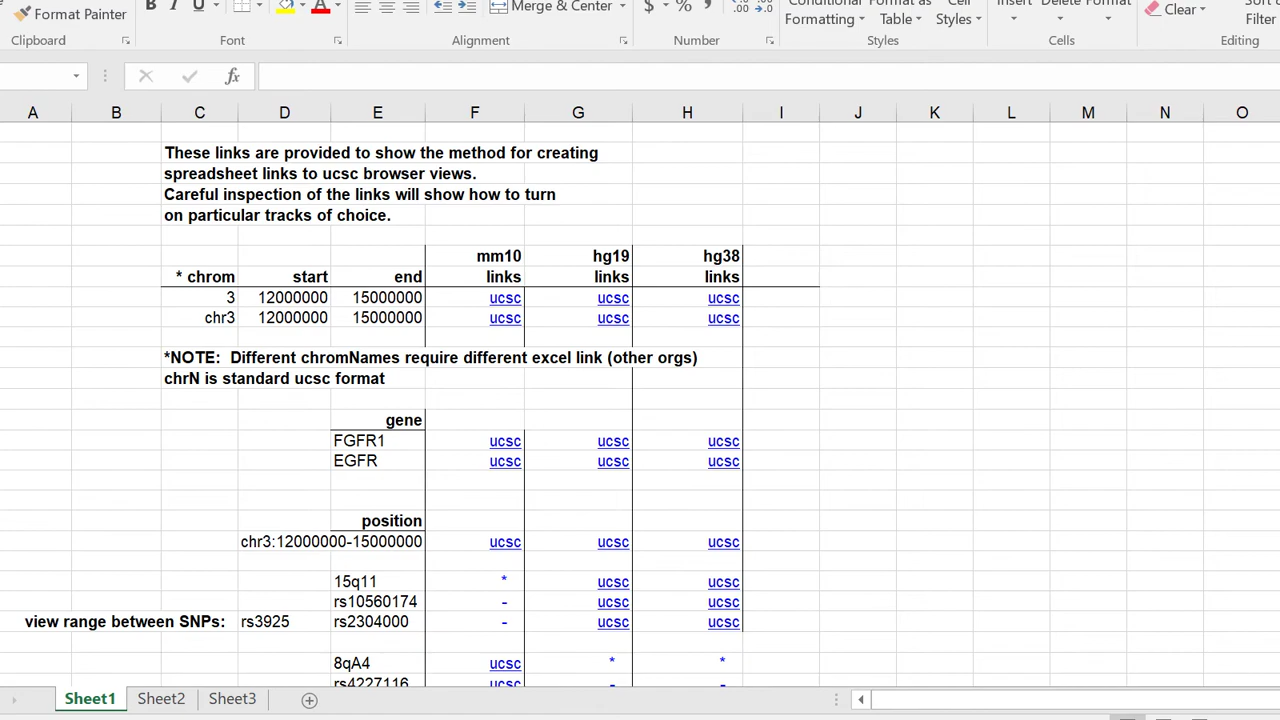 Format Painter
B I U A
Merge & Center
$ % ,
Conditional Format as Cell
Formatting Table Styles
Insert Delete Format
Clear
Sort
Filter
Clipboard Font Alignment Number Styles Cells Editing
fx
A B C D E F G H I J K L M N O
These links are provided to show the method for creating
spreadsheet links to ucsc browser views.
Careful inspection of the links will show how to turn
on particular tracks of choice.
mm10 hg19 hg38
* chrom start end links links links
3 12000000 15000000 ucsc ucsc ucsc
chr3 12000000 15000000 ucsc ucsc ucsc
*NOTE: Different chromNames require different excel link (other orgs)
chrN is standard ucsc format
gene
FGFR1 ucsc ucsc ucsc
EGFR ucsc ucsc ucsc
position
chr3:12000000-15000000 ucsc ucsc ucsc
15q11 * ucsc ucsc
rs10560174 - ucsc ucsc
view range between SNPs: rs3925 rs2304000 - ucsc ucsc
8qA4 ucsc * *
rs4227116 ucsc - -
Sheet1 Sheet2 Sheet3